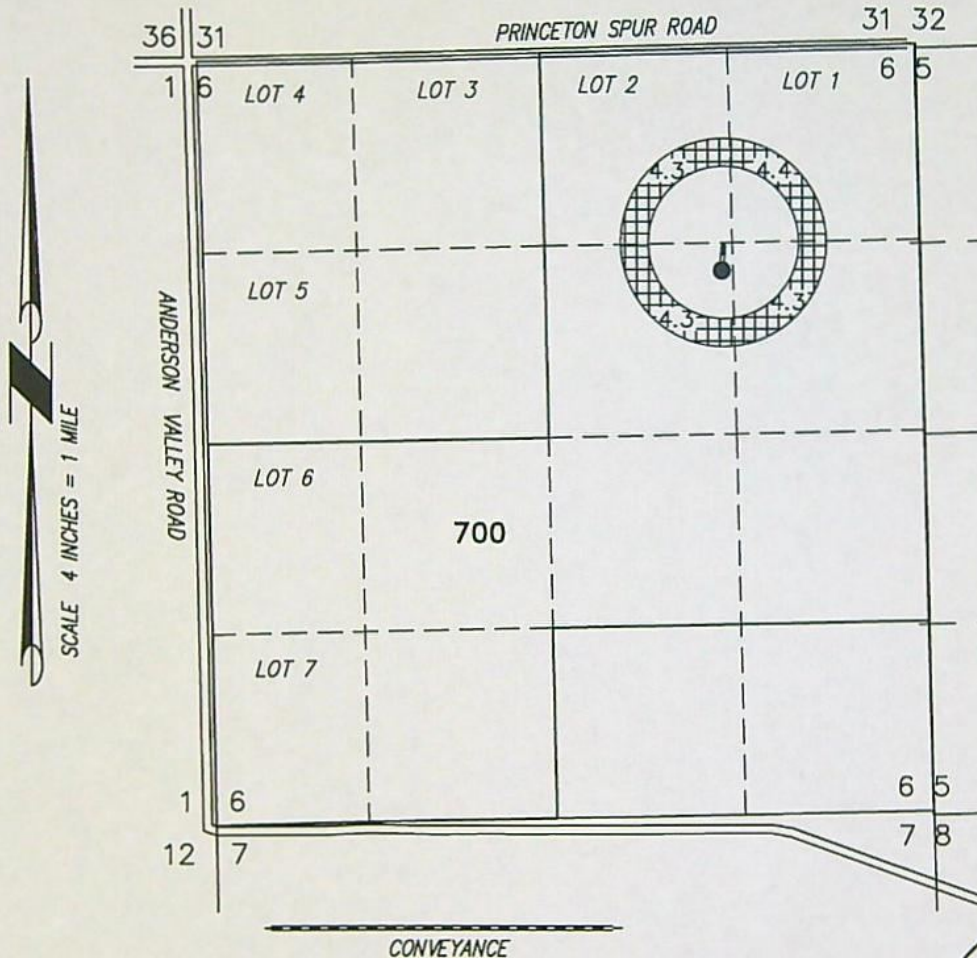 PRINCETON SPUR ROAD
36 31
31 32
1 6
6 5
LOT 4
LOT 3
LOT 2
LOT 1
4.3
4.4
4.3
4.3
LOT 5
ANDERSON VALLEY ROAD
SCALE 4 INCHES = 1 MILE
LOT 6
700
LOT 7
1 6
6 5
12 7
7 8
CONVEYANCE